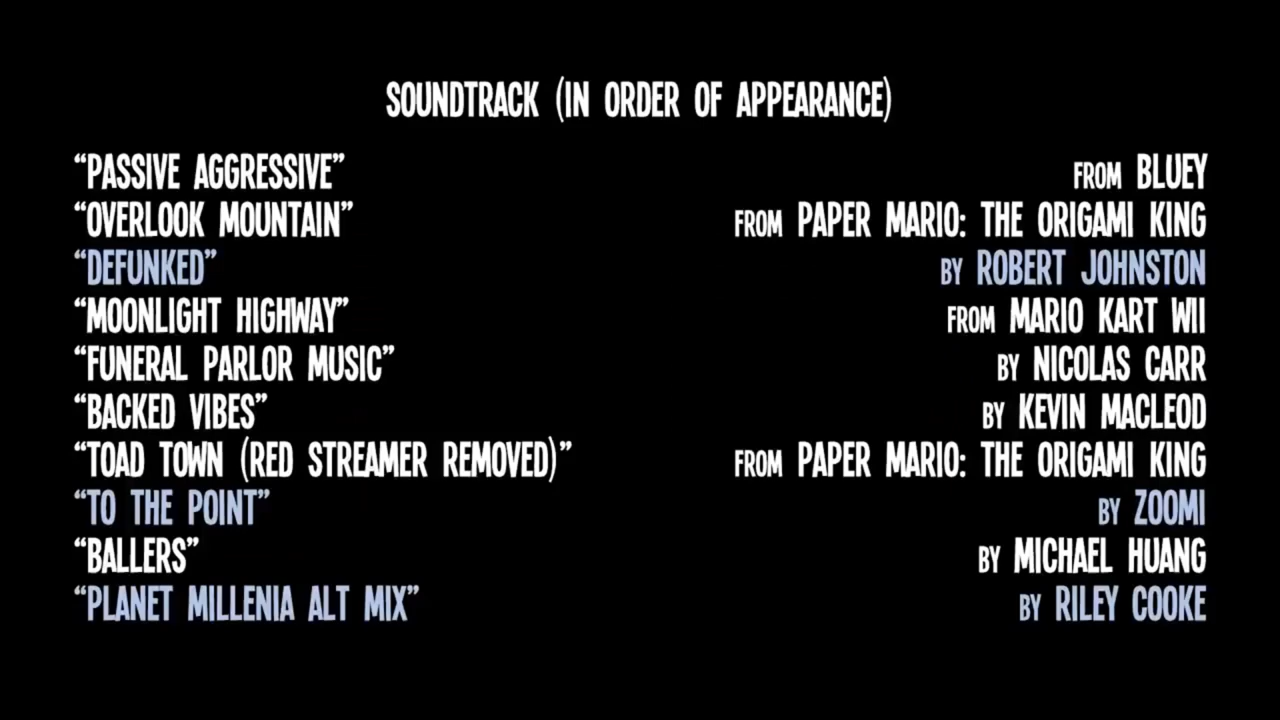 SOUNDTRACK (IN ORDER OF APPEARANCE)
“PASSIVE AGGRESSIVE” FROM BLUEY
“OVERLOOK MOUNTAIN” FROM PAPER MARIO: THE ORIGAMI KING
“DEFUNKED” BY ROBERT JOHNSTON
“MOONLIGHT HIGHWAY” FROM MARIO KART WII
“FUNERAL PARLOR MUSIC” BY NICOLAS CARR
“BACKED VIBES” BY KEVIN MACLEOD
“TOAD TOWN (RED STREAMER REMOVED)” FROM PAPER MARIO: THE ORIGAMI KING
“TO THE POINT” BY ZOOMI
“BALLERS” BY MICHAEL HUANG
“PLANET MILLENIA ALT MIX” BY RILEY COOKE